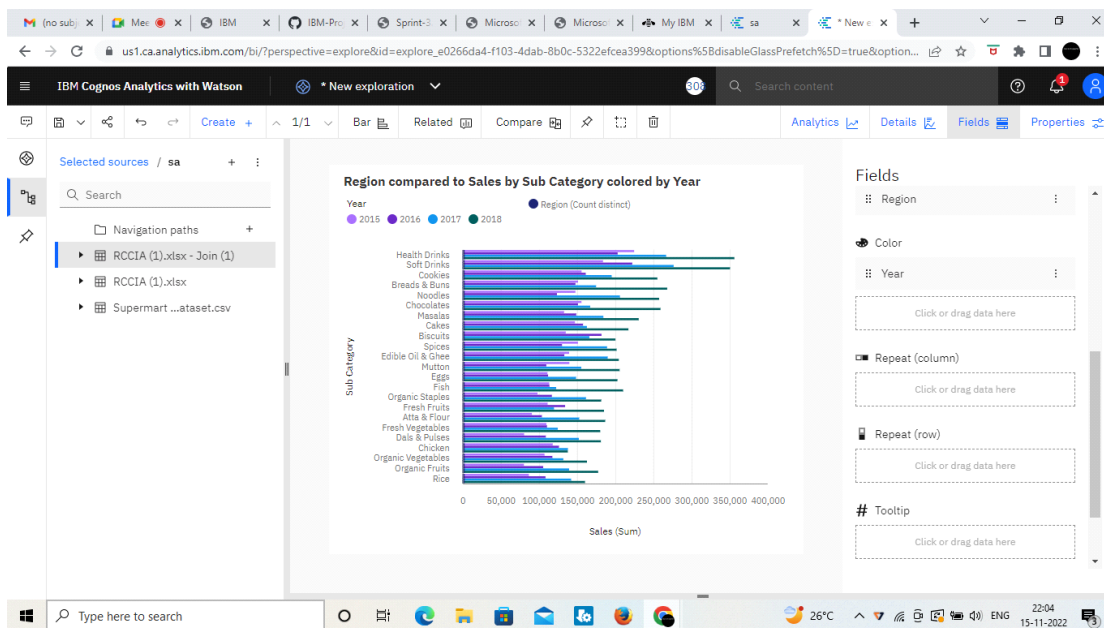 (no subj
Mee
IBM
IBM-Pro
Sprint-3
Microsof
Microsof
My IBM
sa
* New e
us1.ca.analytics.ibm.com/bi/?perspective=explore&id=explore_e0266da4-f103-4dab-8b0c-5322efcea399&options%5BdisableGlassPrefetch%5D=true&option...
IBM Cognos Analytics with Watson
* New exploration
308
Search content
1
Create +
1/1
Bar
Related
Compare
Analytics
Details
Fields
Properties
Selected sources / sa
Search
Navigation paths
RCCIA (1).xlsx - Join (1)
RCCIA (1).xlsx
Supermart ...ataset.csv
Region compared to Sales by Sub Category colored by Year
Year
Region (Count distinct)
2015 2016 2017 2018
Sub Category
Health Drinks
Soft Drinks
Cookies
Breads & Buns
Noodles
Chocolates
Masalas
Cakes
Biscuits
Spices
Edible Oil & Ghee
Mutton
Eggs
Fish
Organic Staples
Fresh Fruits
Atta & Flour
Fresh Vegetables
Dals & Pulses
Chicken
Organic Vegetables
Organic Fruits
Rice
0 50,000 100,000 150,000 200,000 250,000 300,000 350,000 400,000
Sales (Sum)
Fields
Region
Color
Year
Click or drag data here
Repeat (column)
Click or drag data here
Repeat (row)
Click or drag data here
Tooltip
Click or drag data here
Type here to search
26°C
ENG
22:04
15-11-2022
3